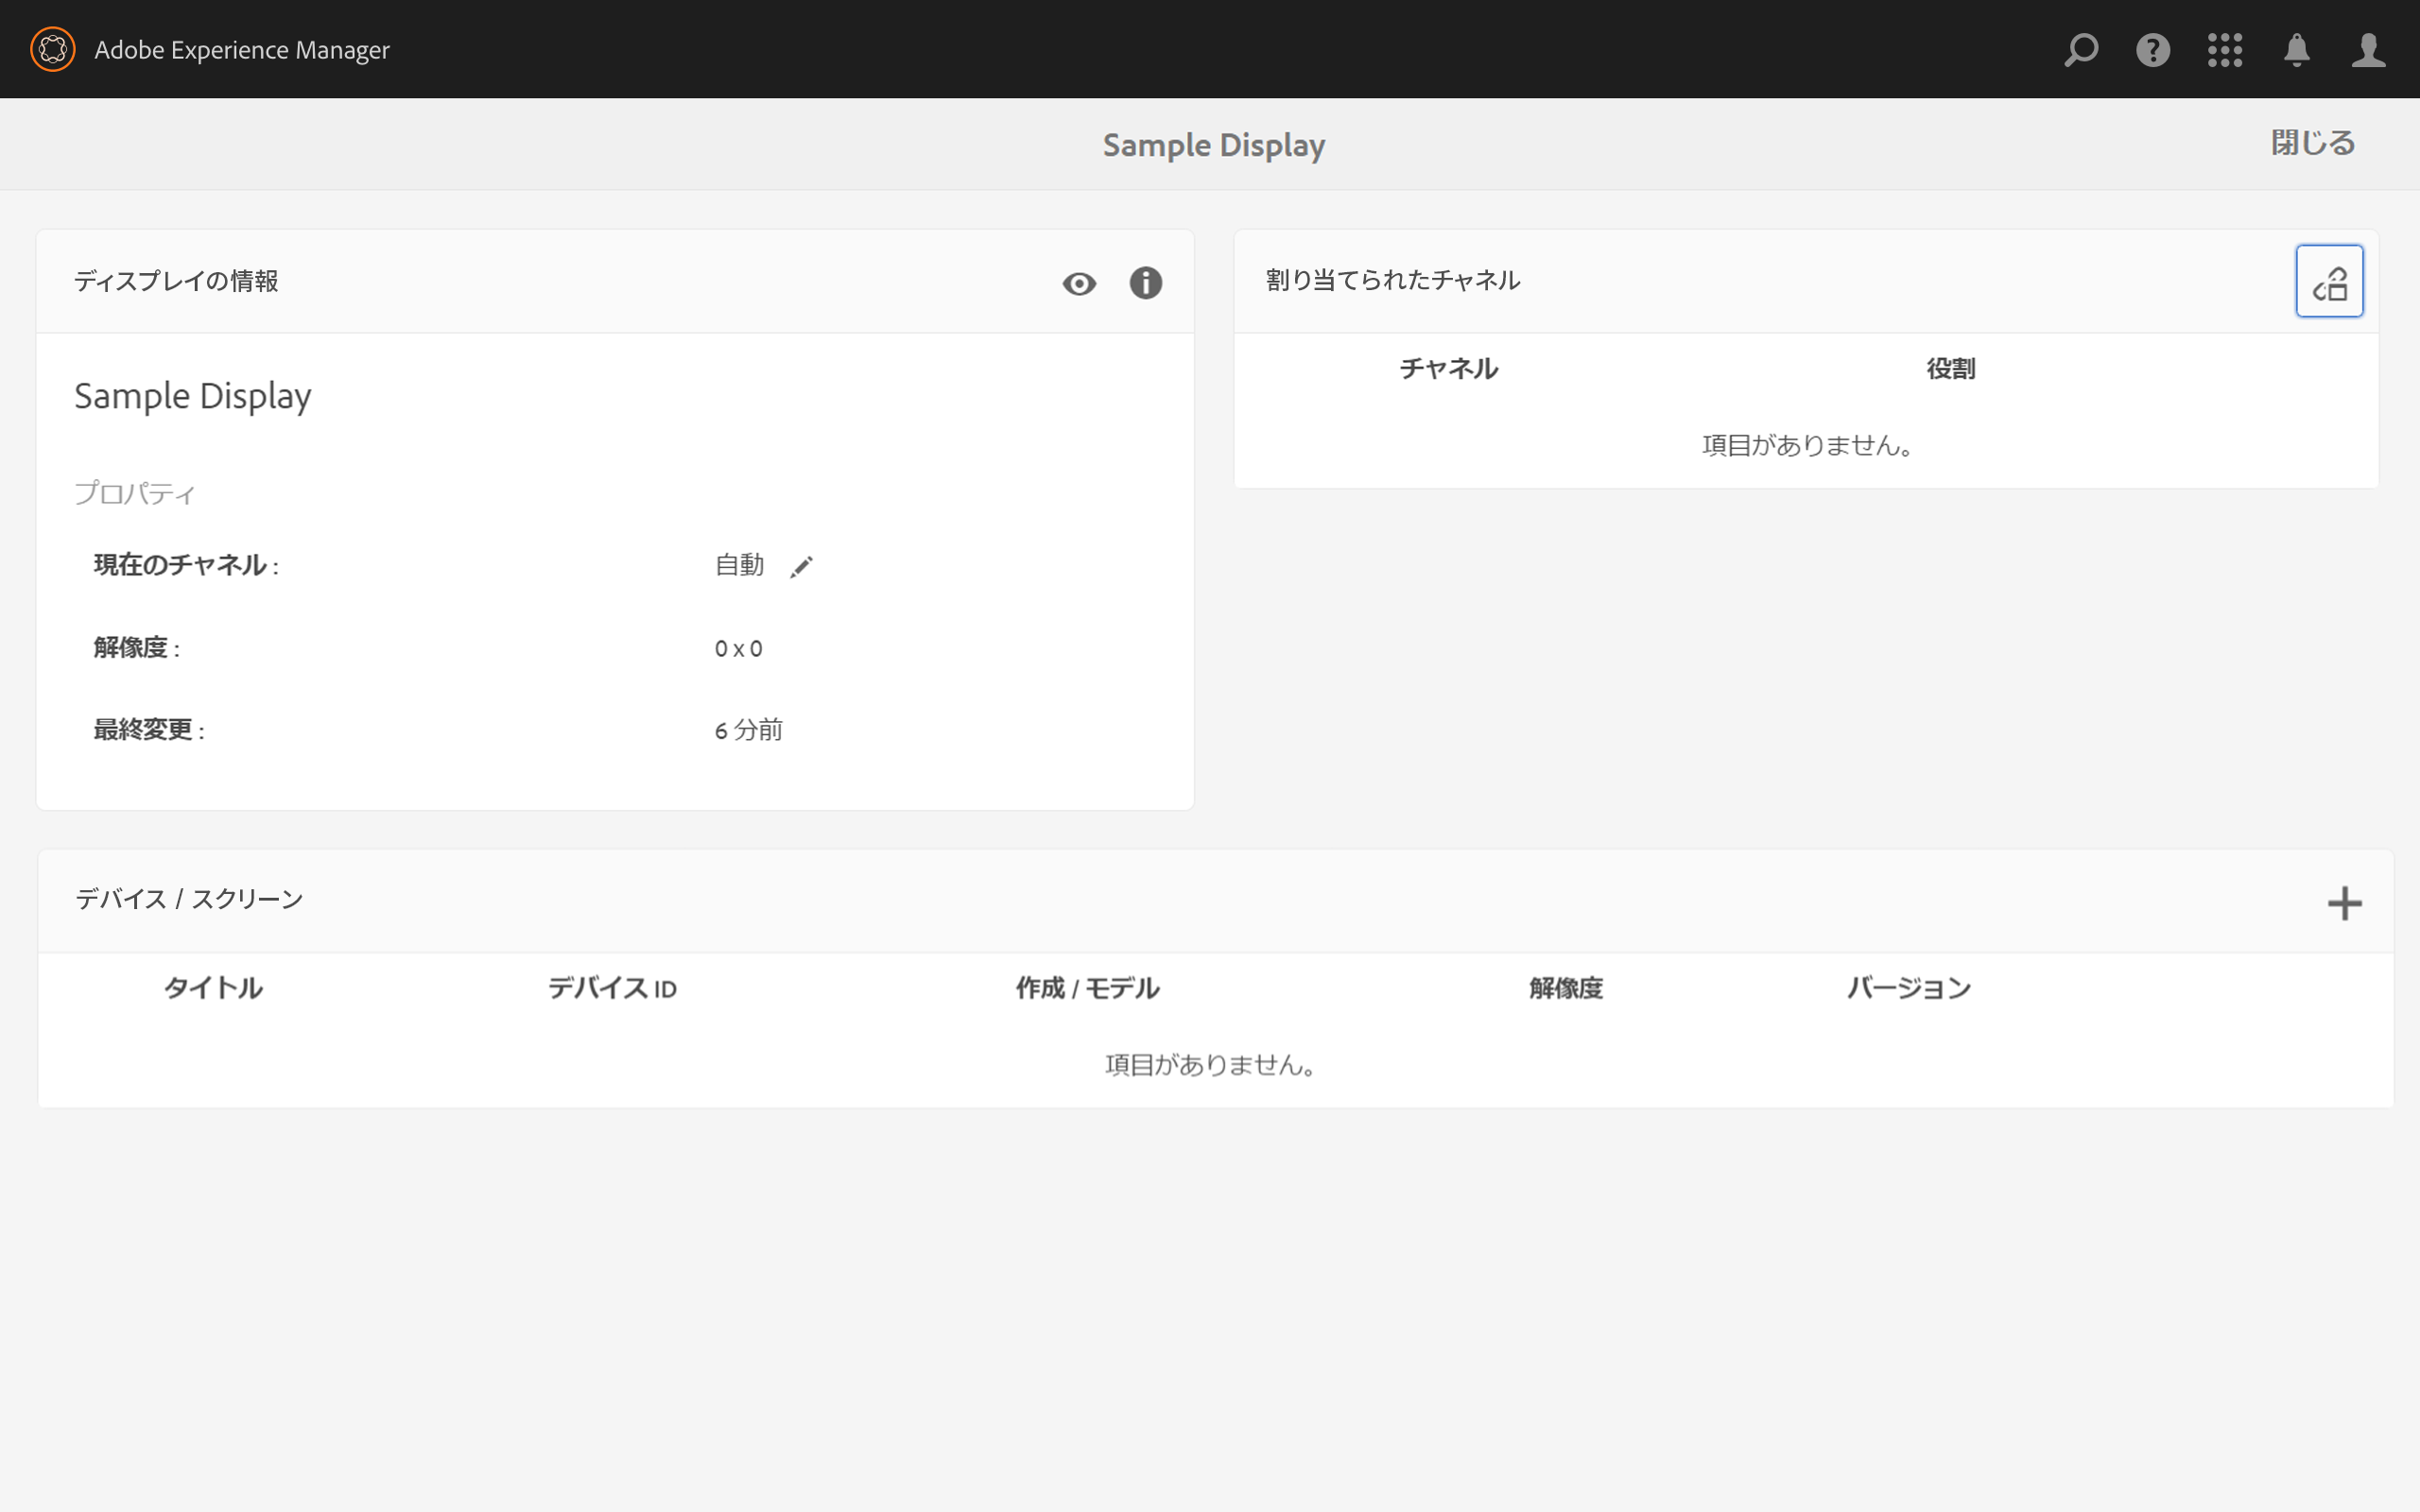 Adobe Experience Manager
Sample Display
閉じる
ディスプレイの情報
Sample Display
プロパティ
現在のチャネル : 自動
解像度 : 0 x 0
最終変更 : 6 分前
割り当てられたチャネル
チャネル 役割
項目がありません。
デバイス / スクリーン
タイトル デバイス ID 作成 / モデル 解像度 バージョン
項目がありません。